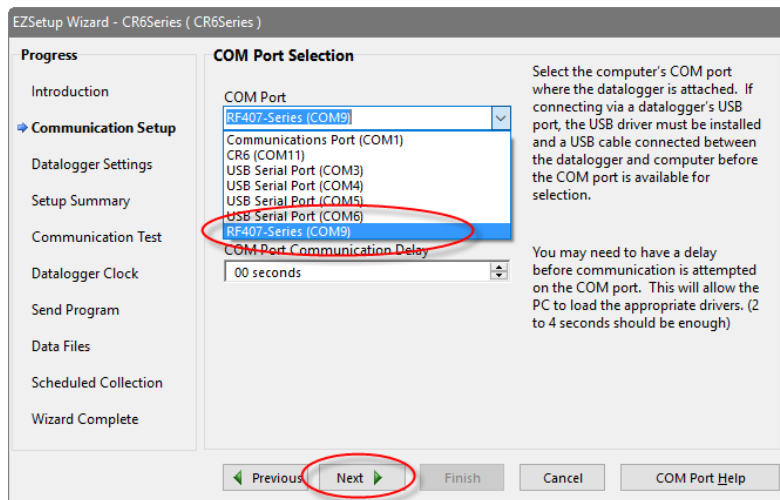 EZSetup Wizard - CR6Series ( CR6Series )
Progress
Introduction
Communication Setup
Datalogger Settings
Setup Summary
Communication Test
Datalogger Clock
Send Program
Data Files
Scheduled Collection
Wizard Complete
COM Port Selection
COM Port
RF407-Series (COM9)
Communications Port (COM1)
CR6 (COM11)
USB Serial Port (COM3)
USB Serial Port (COM4)
USB Serial Port (COM5)
USB Serial Port (COM6)
RF407-Series (COM9)
COM Port Communication Delay
00 seconds
Select the computer's COM port
where the datalogger is attached. If
connecting via a datalogger's USB
port, the USB driver must be installed
and a USB cable connected between
the datalogger and computer before
the COM port is available for
selection.
You may need to have a delay
before communication is attempted
on the COM port. This will allow the
PC to load the appropriate drivers. (2
to 4 seconds should be enough)
Previous
Next
Finish
Cancel
COM Port Help